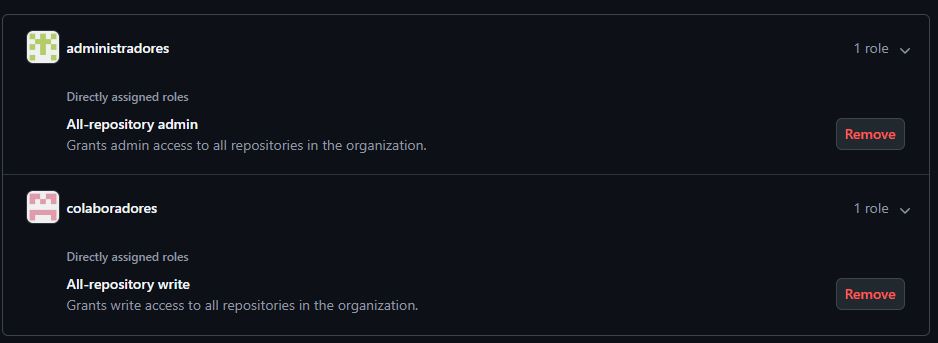 administradores
1 role
Directly assigned roles
All-repository admin
Grants admin access to all repositories in the organization.
Remove
colaboradores
1 role
Directly assigned roles
All-repository write
Grants write access to all repositories in the organization.
Remove